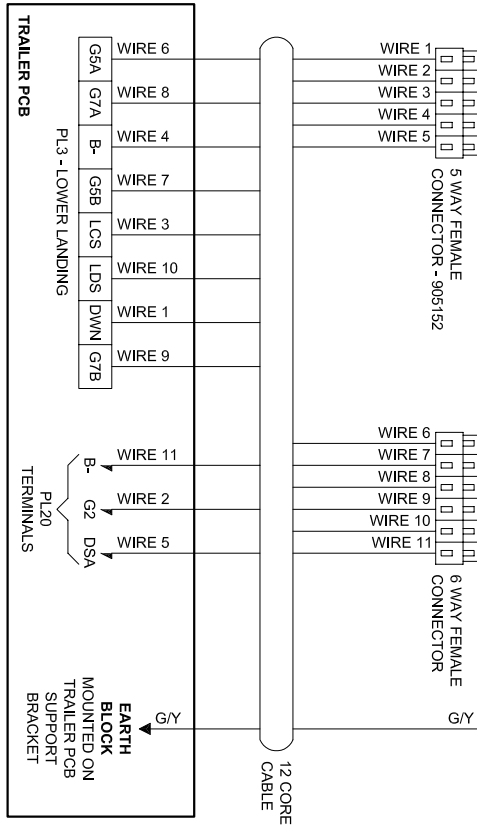 TRAILER PCB
PL3 - LOWER LANDING
G5A
WIRE 6
G7A
WIRE 8
B-
WIRE 4
G5B
WIRE 7
LCS
WIRE 3
LDS
WIRE 10
DWN
WIRE 1
G7B
WIRE 9
B-
WIRE 11
G2
WIRE 2
DSA
WIRE 5
PL20
TERMINALS
EARTH
BLOCK
MOUNTED ON
TRAILER PCB
SUPPORT
BRACKET
G/Y
12 CORE
CABLE
WIRE 1
WIRE 2
WIRE 3
WIRE 4
WIRE 5
5 WAY FEMALE
CONNECTOR - 905152
WIRE 6
WIRE 7
WIRE 8
WIRE 9
WIRE 10
WIRE 11
6 WAY FEMALE
CONNECTOR
G/Y